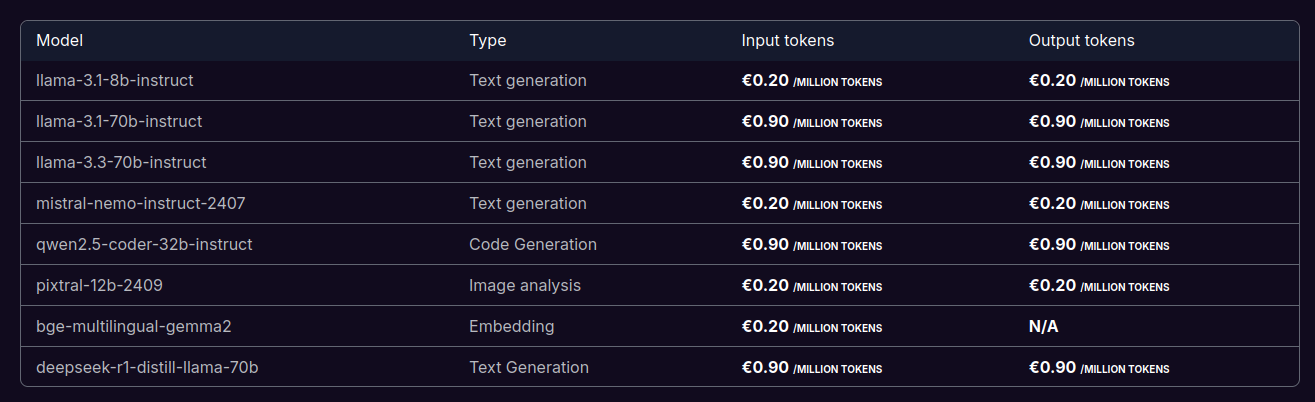 Model Type Input tokens Output tokens
llama-3.1-8b-instruct Text generation €0.20 /MILLION TOKENS €0.20 /MILLION TOKENS
llama-3.1-70b-instruct Text generation €0.90 /MILLION TOKENS €0.90 /MILLION TOKENS
llama-3.3-70b-instruct Text generation €0.90 /MILLION TOKENS €0.90 /MILLION TOKENS
mistral-nemo-instruct-2407 Text generation €0.20 /MILLION TOKENS €0.20 /MILLION TOKENS
qwen2.5-coder-32b-instruct Code Generation €0.90 /MILLION TOKENS €0.90 /MILLION TOKENS
pixtral-12b-2409 Image analysis €0.20 /MILLION TOKENS €0.20 /MILLION TOKENS
bge-multilingual-gemma2 Embedding €0.20 /MILLION TOKENS N/A
deepseek-r1-distill-llama-70b Text Generation €0.90 /MILLION TOKENS €0.90 /MILLION TOKENS